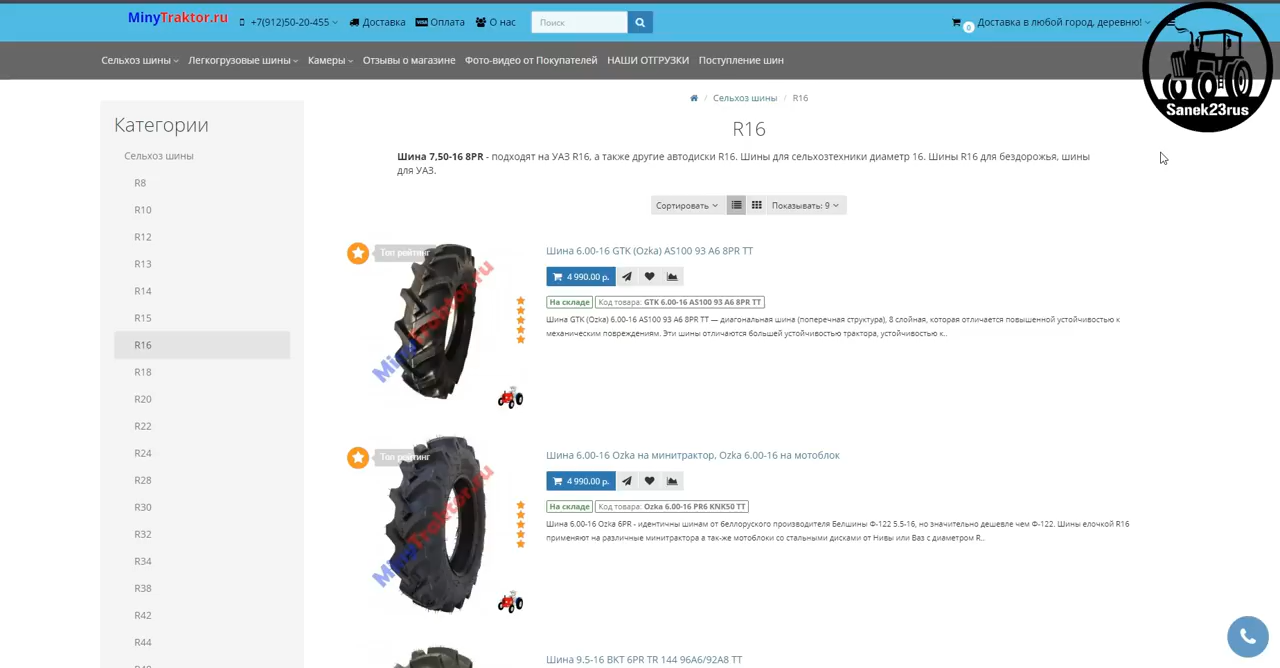 MinyTraktor.ru
+7(912)50-20-455
Доставка
Оплата
О нас
Поиск
0
Доставка в любой город, деревню!
Сельхоз шины
Легкогрузовые шины
Камеры
Отзывы о магазине
Фото-видео от Покупателей
НАШИ ОТГРУЗКИ
Поступление шин
Sanek23rus
Категории
Сельхоз шины
R8
R10
R12
R13
R14
R15
R16
R18
R20
R22
R24
R28
R30
R32
R34
R38
R42
R44
/ Сельхоз шины / R16
R16
Шина 7,50-16 8PR - подходят на УАЗ R16, а также другие автодиски R16. Шины для сельхозтехники диаметр 16. Шины R16 для бездорожья, шины
для УАЗ.
Сортировать
Показывать: 9
Топ рейтинг
MinyTraktor.ru
Шина 6.00-16 GTK (Ozka) AS100 93 A6 8PR TT
4 990.00 р.
На складе
Код товара: GTK 6.00-16 AS100 93 A6 8PR TT
Шина GTK (Ozka) 6.00-16 AS100 93 A6 8PR TT — диагональная шина (поперечная структура), 8 слойная, которая отличается повышенной устойчивостью к
механическим повреждениям. Эти шины отличаются большей устойчивостью трактора, устойчивостью к..
Топ рейтинг
MinyTraktor.ru
Шина 6.00-16 Ozka на минитрактор, Ozka 6.00-16 на мотоблок
4 990.00 р.
На складе
Код товара: Ozka 6.00-16 PR6 KNK50 TT
Шина 6.00-16 Ozka 6PR - идентичны шинам от беллоруского производителя Белшины Ф-122 5.5-16, но значительно дешевле чем Ф-122. Шины елочкой R16
применяют на различные минитрактора а так-же мотоблоки со стальными дисками от Нивы или Ваз с диаметром R..
Шина 9.5-16 BKT 6PR TR 144 96A6/92A8 TT